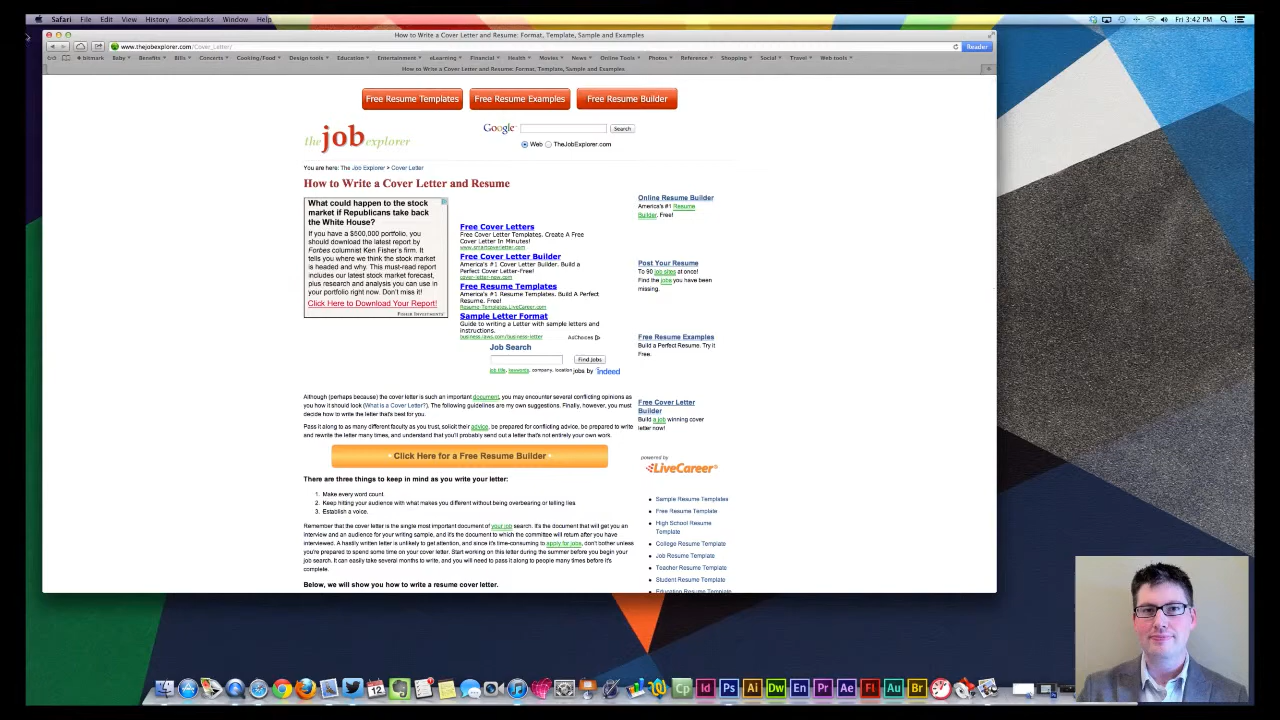 Safari File Edit View History Bookmarks Window Help
Fri 3:42 PM
How to Write a Cover Letter and Resume: Format, Template, Sample and Examples
www.thejobexplorer.com/Cover_Letter/
Reader
bitmark Baby Benefits Bills Concerts Cooking/Food Design tools Education Entertainment eLearning Financial Health Movies News Online Tools Photos Reference Shopping Social Travel Web tools
How to Write a Cover Letter and Resume: Format, Template, Sample and Examples
Free Resume Templates Free Resume Examples Free Resume Builder
the job explorer
Google Search
Web TheJobExplorer.com
You are here: The Job Explorer > Cover Letter
How to Write a Cover Letter and Resume
What could happen to the stock
market if Republicans take back
the White House?
If you have a $500,000 portfolio, you
should download the latest report by
Forbes columnist Ken Fisher's firm. It
tells you where we think the stock market
is headed and why. This must-read report
includes our latest stock market forecast,
plus research and analysis you can use in
your portfolio right now. Don't miss it!
Click Here to Download Your Report!
Fisher Investments
Free Cover Letters
Free Cover Letter Templates. Create A Free
Cover Letter In Minutes!
www.smartcoverletter.com
Free Cover Letter Builder
America's #1 Cover Letter Builder. Build a
Perfect Cover Letter-Free!
cover-letter-now.com
Free Resume Templates
America's #1 Resume Templates. Build A Perfect
Resume. Free!
Resume-Templates.LiveCareer.com
Sample Letter Format
Guide to writing a Letter with sample letters and
instructions.
business.laws.com/business-letter
AdChoices
Job Search
Find Jobs
job title, keywords, company, location jobs by indeed
Online Resume Builder
America's #1 Resume
Builder. Free!
Post Your Resume
To 90 job sites at once!
Find the jobs you have been
missing.
Free Resume Examples
Build a Perfect Resume. Try it
Free.
Free Cover Letter
Builder
Build a job winning cover
letter now!
Although (perhaps because) the cover letter is such an important document, you may encounter several conflicting opinions as
you how it should look (What is a Cover Letter?). The following guidelines are my own suggestions. Finally, however, you must
decide how to write the letter that's best for you.
Pass it along to as many different faculty as you trust, solicit their advice, be prepared for conflicting advice, be prepared to write
and rewrite the letter many times, and understand that you'll probably send out a letter that's not entirely your own work.
Click Here for a Free Resume Builder
There are three things to keep in mind as you write your letter:
1. Make every word count.
2. Keep hitting your audience with what makes you different without being overbearing or telling lies.
3. Establish a voice.
Remember that the cover letter is the single most important document of your job search. It's the document that will get you an
interview and an audience for your writing sample, and it's the document to which the committee will return after you have
interviewed. A hastily written letter is unlikely to get attention, and since it's time-consuming to apply for jobs, don't bother unless
you're prepared to spend some time on your cover letter. Start working on this letter during the summer before you begin your
job search. It can easily take several months to write, and you will need to pass it along to people many times before it's
complete.
Below, we will show you how to write a resume cover letter.
powered by
LiveCareer
Sample Resume Templates
Free Resume Template
High School Resume
Template
College Resume Template
Job Resume Template
Teacher Resume Template
Student Resume Template
Education Resume Template
12 Cp Id Ps Ai Dw En Pr Ae Fl Au Br